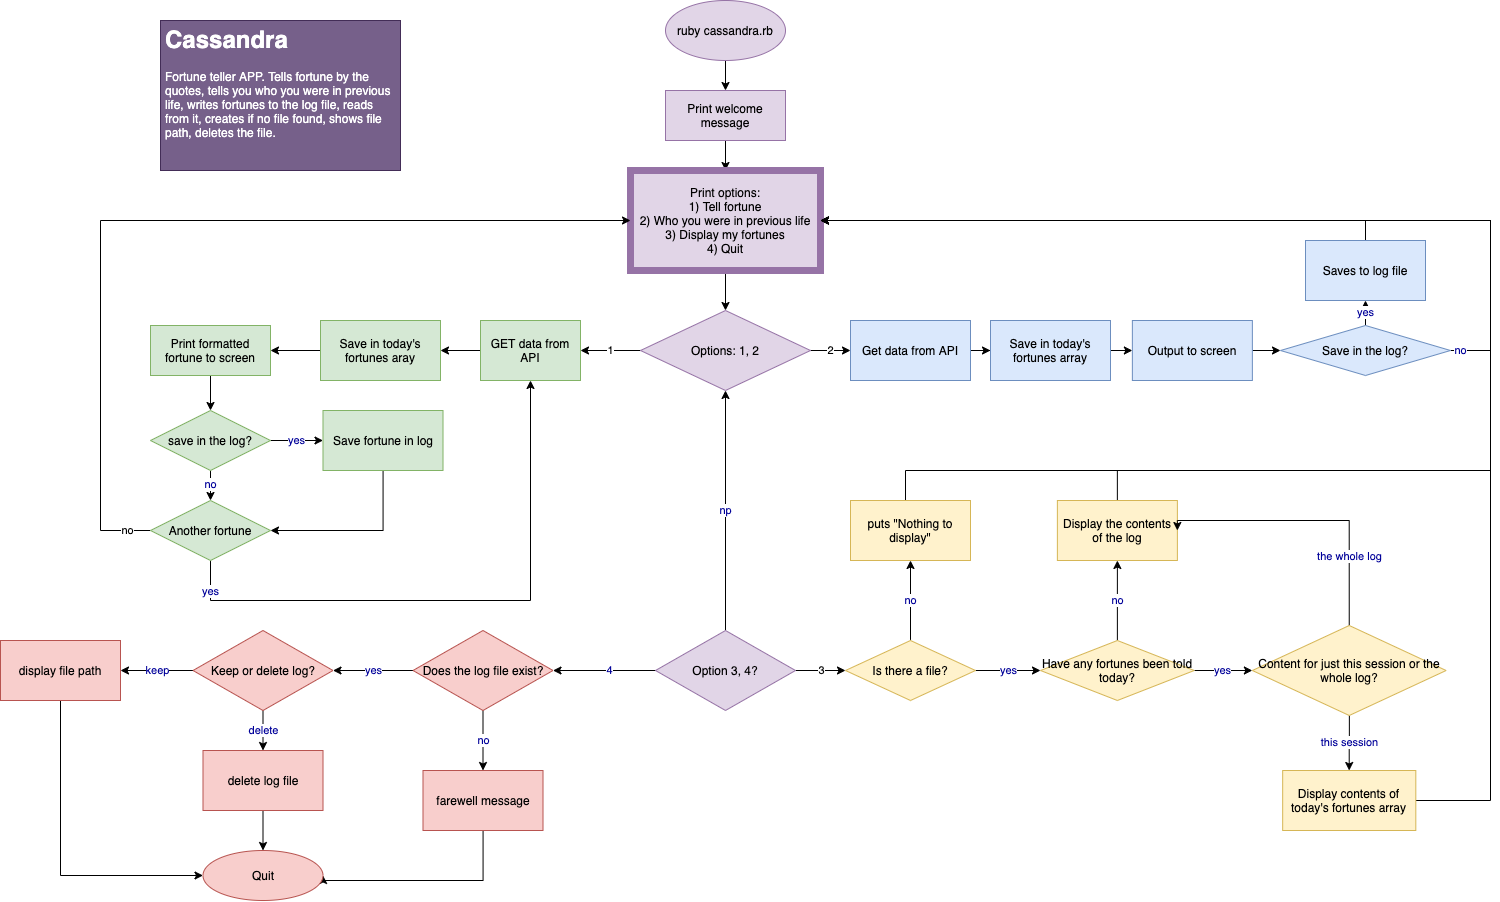 Cassandra
Fortune teller APP. Tells fortune by the
quotes, tells you who you were in previous
life, writes fortunes to the log file, reads
from it, creates if no file found, shows file
path, deletes the file.
ruby cassandra.rb
Print welcome
message
Print options:
1) Tell fortune
2) Who you were in previous life
3) Display my fortunes
4) Quit
Saves to log file
yes
Print formatted
fortune to screen
Save in today's
fortunes aray
GET data from
API
1
Options: 1, 2
2
Get data from API
Save in today's
fortunes array
Output to screen
Save in the log?
no
save in the log?
yes
Save fortune in log
no
no
Another fortune
yes
np
puts "Nothing to
display"
Display the contents
of the log
the whole log
no
no
display file path
keep
Keep or delete log?
yes
Does the log file exist?
4
Option 3, 4?
3
Is there a file?
yes
Have any fortunes been told
today?
yes
Content for just this session or the
whole log?
delete
no
this session
delete log file
farewell message
Display contents of
today's fortunes array
Quit